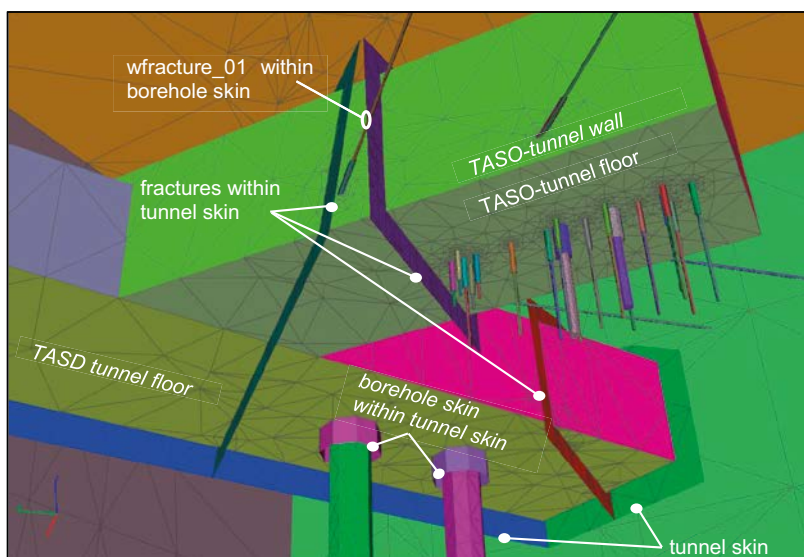 wfracture_01 within
borehole skin
TASO-tunnel wall
TASO-tunnel floor
fractures within
tunnel skin
TASD tunnel floor
borehole skin
within tunnel skin
tunnel skin